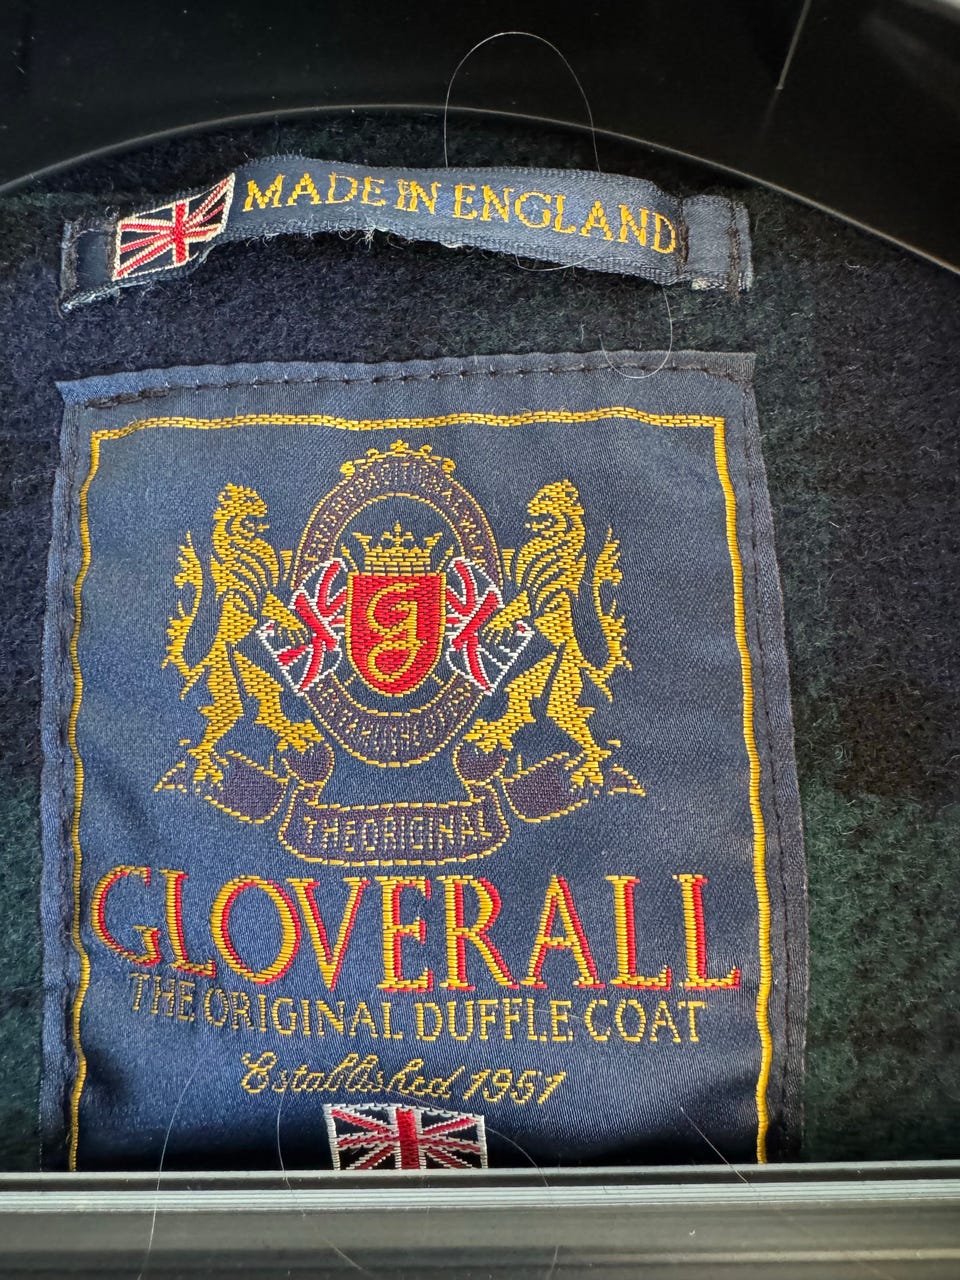 MADE IN ENGLAND
G
THE ORIGINAL
GLOVERALL
THE ORIGINAL DUFFLE COAT
Established 1951